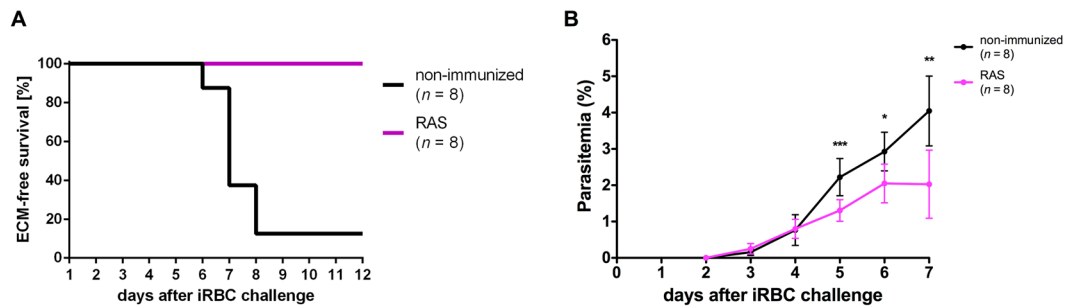 A
ECM-free survival [%]
100
80
60
40
20
0
1 2 3 4 5 6 7 8 9 10 11 12
days after iRBC challenge
non-immunized
(n = 8)
RAS
(n = 8)
B
Parasitemia (%)
6
5
4
3
2
1
0
0 1 2 3 4 5 6 7
days after iRBC challenge
***
*
**
non-immunized
(n = 8)
RAS
(n = 8)